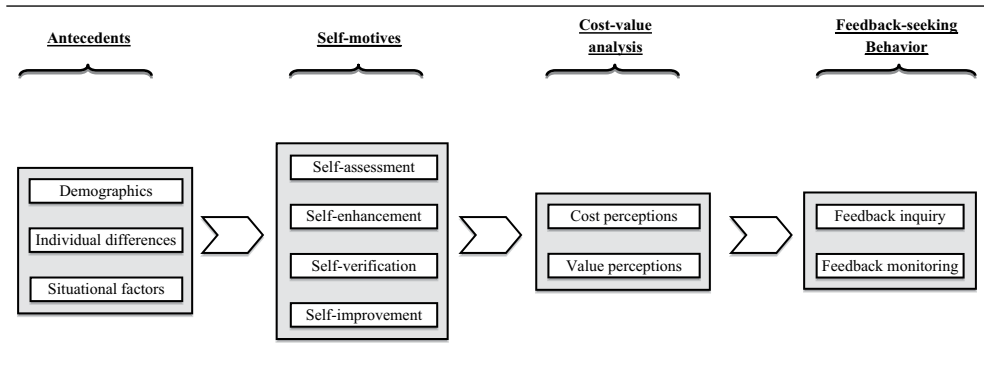 Antecedents
Self-motives
Cost-value
analysis
Feedback-seeking
Behavior
Demographics
Individual differences
Situational factors
Self-assessment
Self-enhancement
Self-verification
Self-improvement
Cost perceptions
Value perceptions
Feedback inquiry
Feedback monitoring